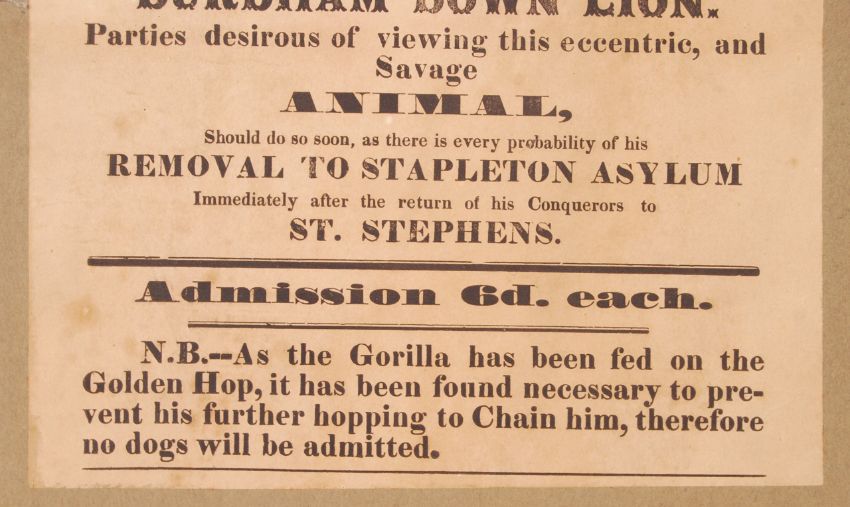 DURDHAM DOWN LION.
Parties desirous of viewing this eccentric, and
Savage
ANIMAL,
Should do so soon, as there is every probability of his
REMOVAL TO STAPLETON ASYLUM
Immediately after the return of his Conquerors to
ST. STEPHENS.
Admission 6d. each.
N.B.--As the Gorilla has been fed on the
Golden Hop, it has been found necessary to pre-
vent his further hopping to Chain him, therefore
no dogs will be admitted.